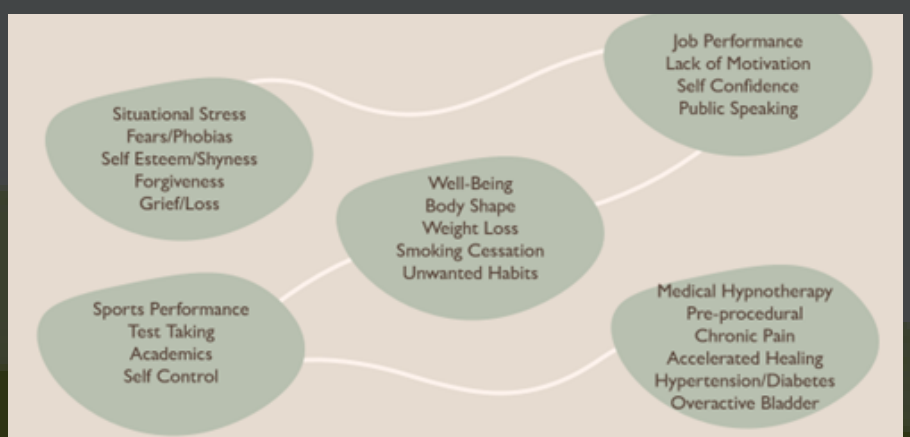 Situational Stress
Fears/Phobias
Self Esteem/Shyness
Forgiveness
Grief/Loss
Job Performance
Lack of Motivation
Self Confidence
Public Speaking
Well-Being
Body Shape
Weight Loss
Smoking Cessation
Unwanted Habits
Sports Performance
Test Taking
Academics
Self Control
Medical Hypnotherapy
Pre-procedural
Chronic Pain
Accelerated Healing
Hypertension/Diabetes
Overactive Bladder